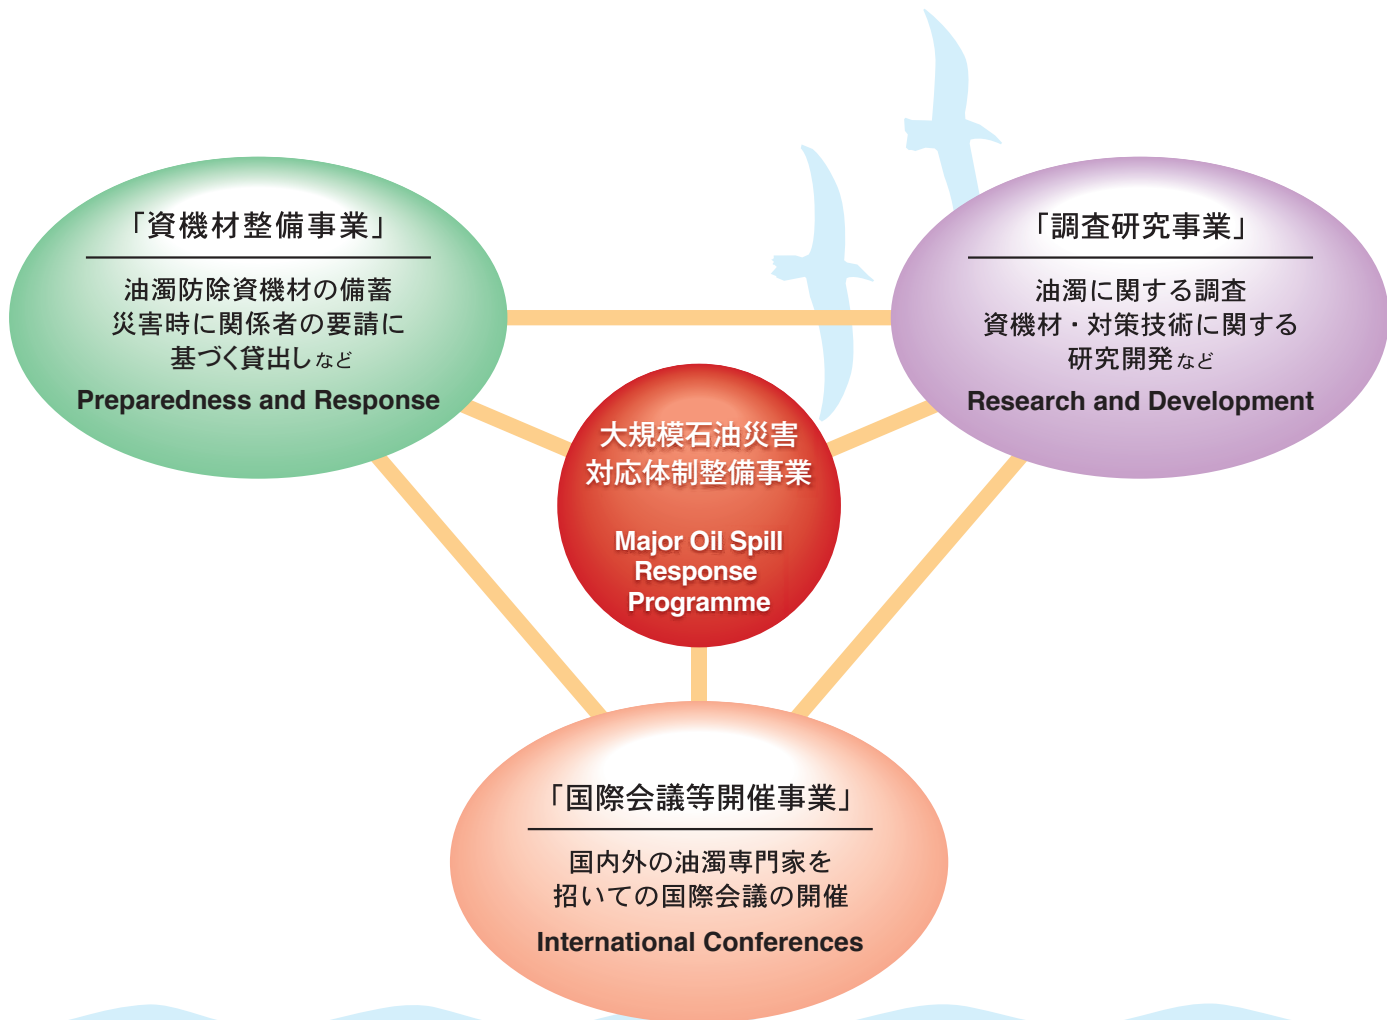 「資機材整備事業」
油濁防除資機材の備蓄
災害時に関係者の要請に
基づく貸出しなど
Preparedness and Response
「調査研究事業」
油濁に関する調査
資機材・対策技術に関する
研究開発など
Research and Development
大規模石油災害
対応体制整備事業
Major Oil Spill
Response
Programme
「国際会議等開催事業」
国内外の油濁専門家を
招いての国際会議の開催
International Conferences